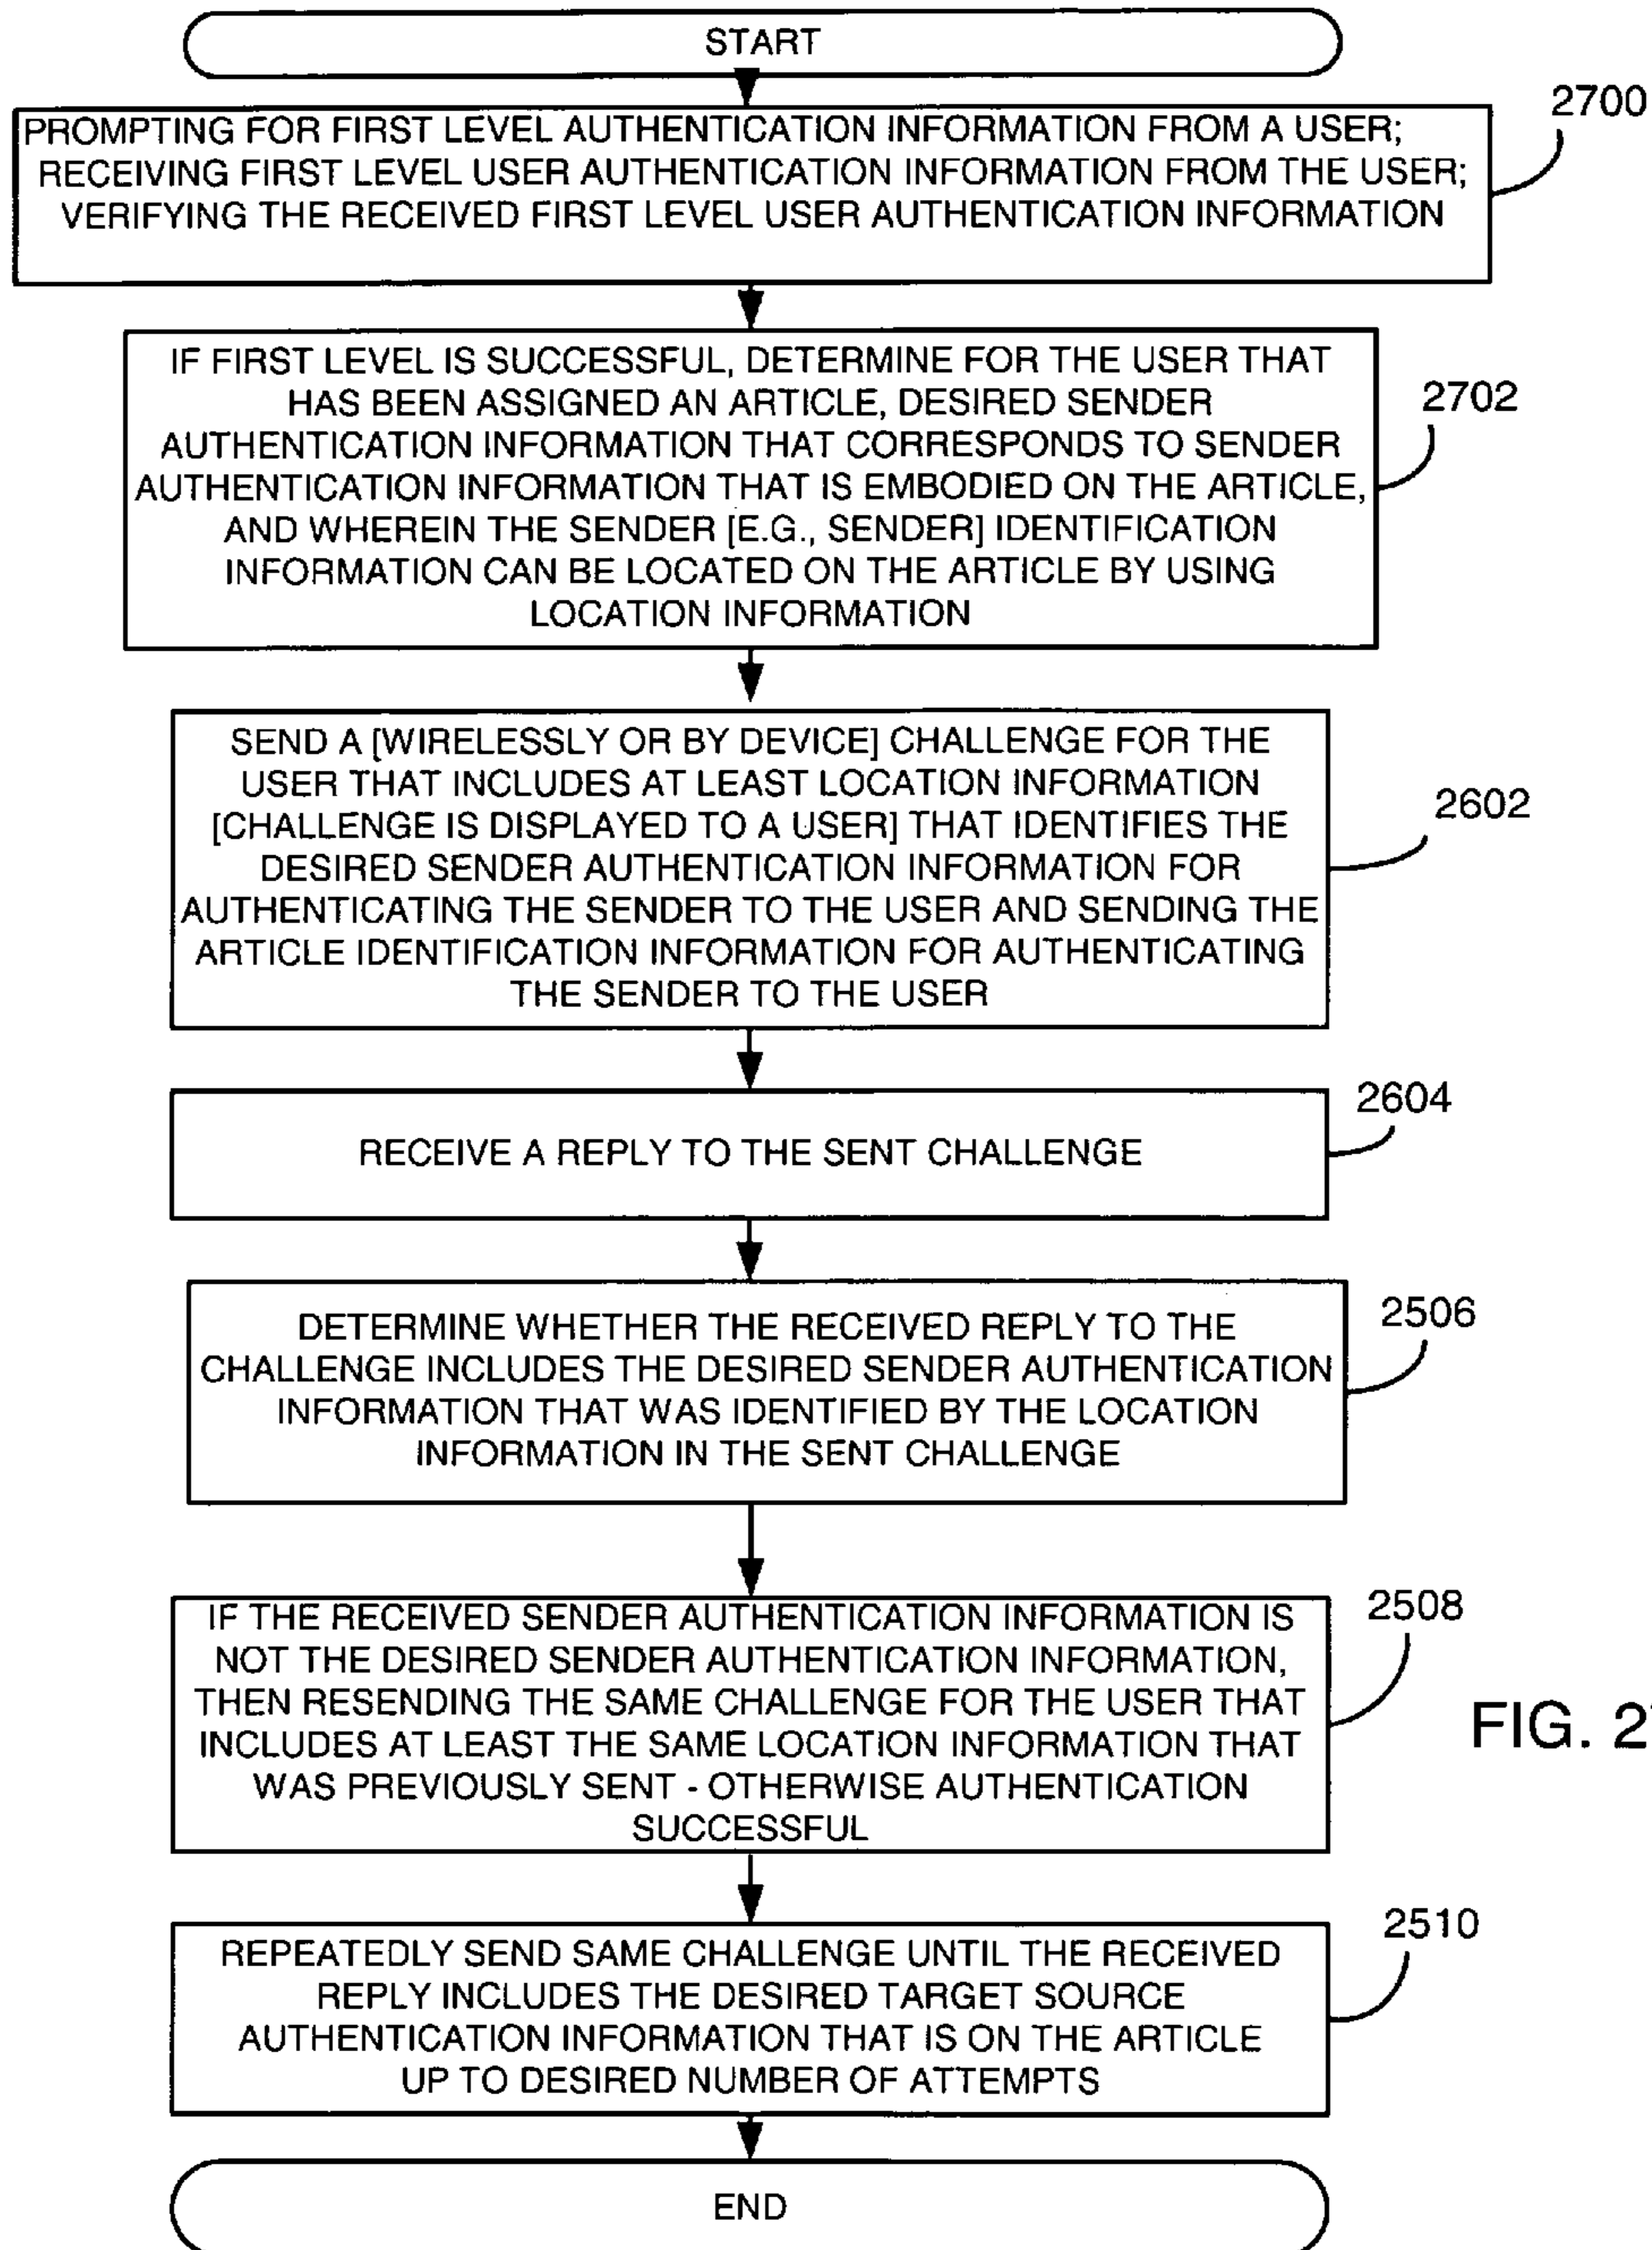 START
2700
PROMPTING FOR FIRST LEVEL AUTHENTICATION INFORMATION FROM A USER;
RECEIVING FIRST LEVEL USER AUTHENTICATION INFORMATION FROM THE USER;
VERIFYING THE RECEIVED FIRST LEVEL USER AUTHENTICATION INFORMATION
IF FIRST LEVEL IS SUCCESSFUL, DETERMINE FOR THE USER THAT
HAS BEEN ASSIGNED AN ARTICLE, DESIRED SENDER
2702
AUTHENTICATION INFORMATION THAT CORRESPONDS TO SENDER
AUTHENTICATION INFORMATION THAT IS EMBODIED ON THE ARTICLE,
AND WHEREIN THE SENDER [E.G., SENDER] IDENTIFICATION
INFORMATION CAN BE LOCATED ON THE ARTICLE BY USING
LOCATION INFORMATION
SEND A [WIRELESSLY OR BY DEVICE] CHALLENGE FOR THE
USER THAT INCLUDES AT LEAST LOCATION INFORMATION
2602
[CHALLENGE IS DISPLAYED TO A USER] THAT IDENTIFIES THE
DESIRED SENDER AUTHENTICATION INFORMATION FOR
AUTHENTICATING THE SENDER TO THE USER AND SENDING THE
ARTICLE IDENTIFICATION INFORMATION FOR AUTHENTICATING
THE SENDER TO THE USER
2604
RECEIVE A REPLY TO THE SENT CHALLENGE
2506
DETERMINE WHETHER THE RECEIVED REPLY TO THE
CHALLENGE INCLUDES THE DESIRED SENDER AUTHENTICATION
INFORMATION THAT WAS IDENTIFIED BY THE LOCATION
INFORMATION IN THE SENT CHALLENGE
2508
IF THE RECEIVED SENDER AUTHENTICATION INFORMATION IS
NOT THE DESIRED SENDER AUTHENTICATION INFORMATION,
THEN RESENDING THE SAME CHALLENGE FOR THE USER THAT
INCLUDES AT LEAST THE SAME LOCATION INFORMATION THAT
WAS PREVIOUSLY SENT - OTHERWISE AUTHENTICATION
SUCCESSFUL
FIG. 2
2510
REPEATEDLY SEND SAME CHALLENGE UNTIL THE RECEIVED
REPLY INCLUDES THE DESIRED TARGET SOURCE
AUTHENTICATION INFORMATION THAT IS ON THE ARTICLE
UP TO DESIRED NUMBER OF ATTEMPTS
END